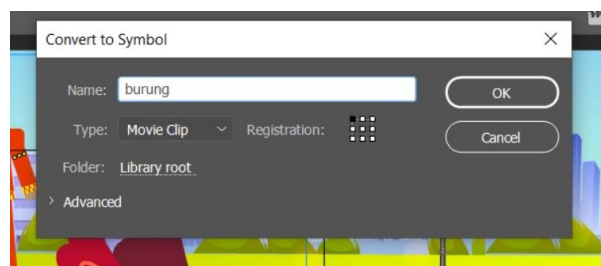 Convert to Symbol
Name: burung
OK
Type: Movie Clip Registration:
Cancel
Folder: Library root
Advanced